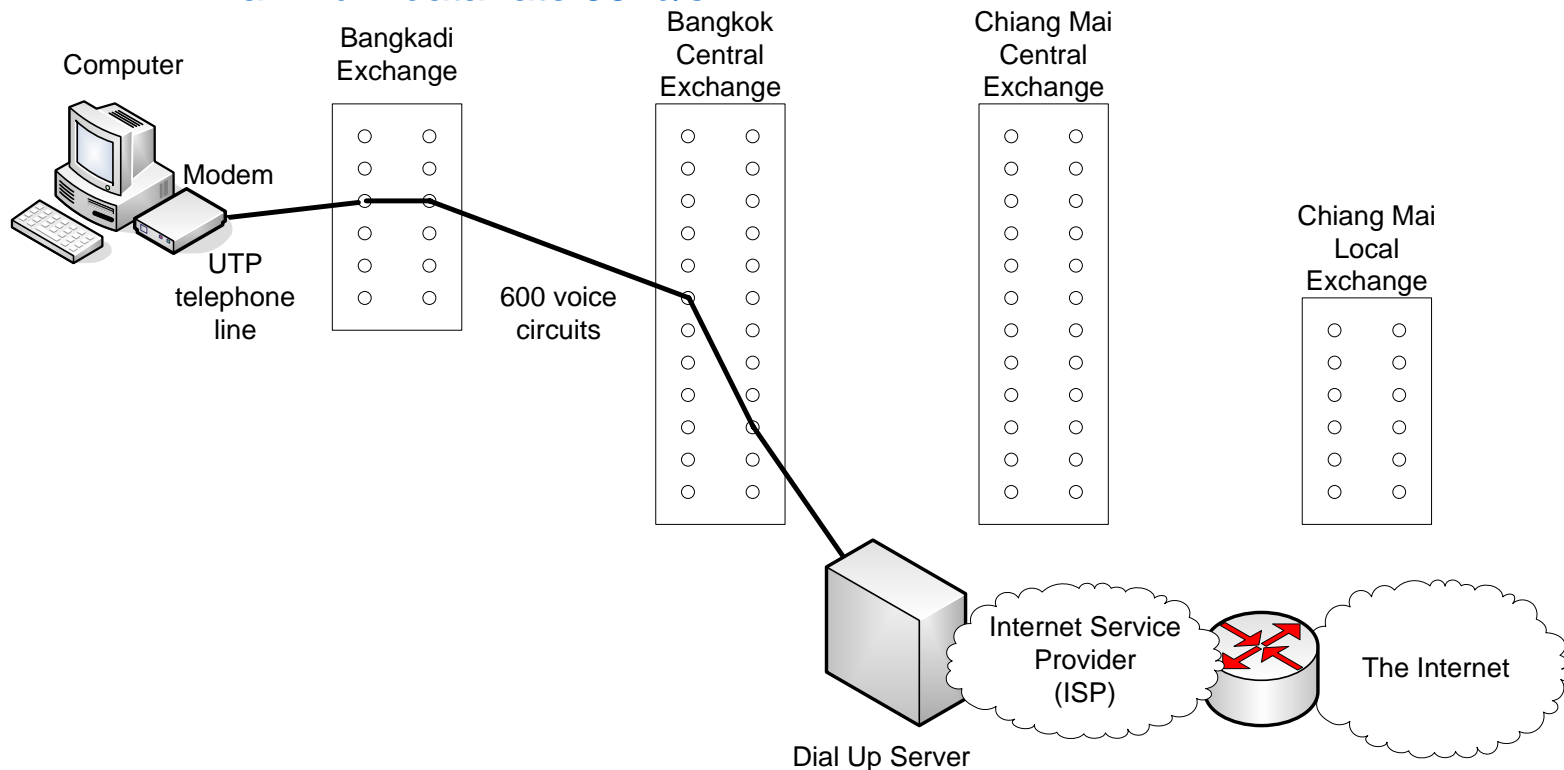 Computer
Modem
UTP
telephone
line
Bangkadi
Exchange
600 voice
circuits
Bangkok
Central
Exchange
Chiang Mai
Central
Exchange
Chiang Mai
Local
Exchange
Dial Up Server
Internet Service
Provider
(ISP)
The Internet